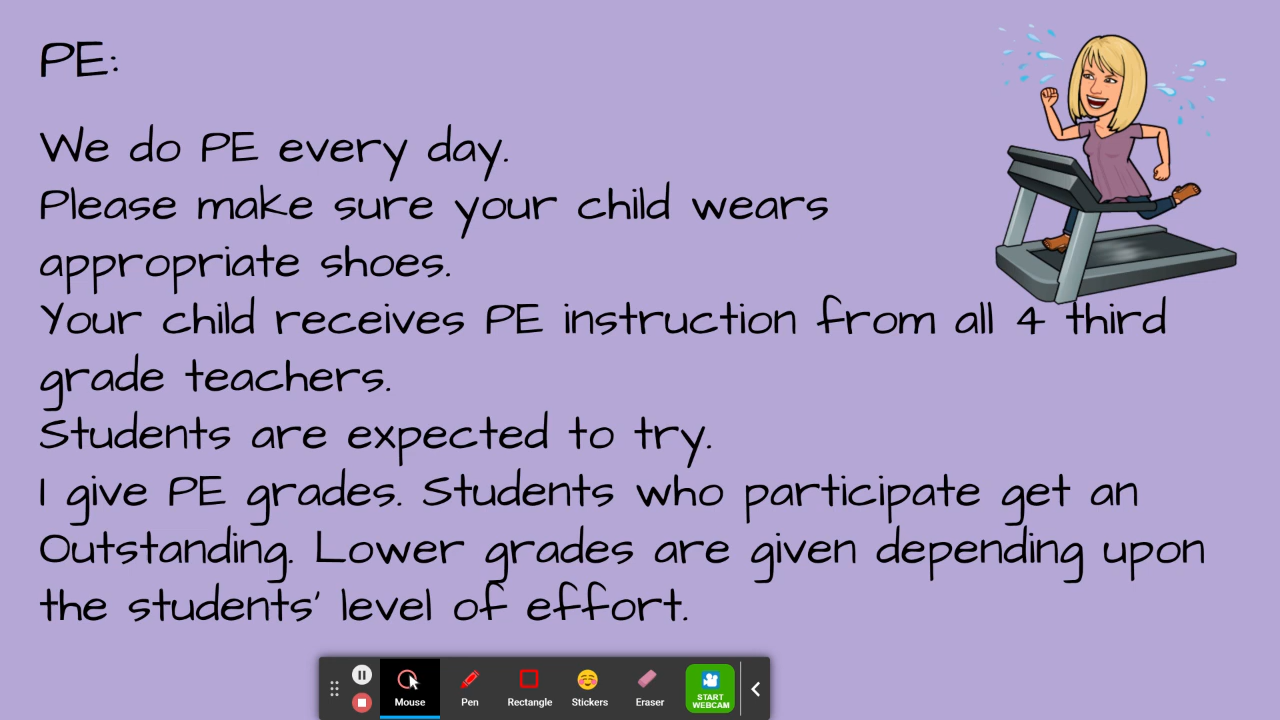 PE:
We do PE every day.
Please make sure your child wears
appropriate shoes.
Your child receives PE instruction from all 4 third
grade teachers.
Students are expected to try.
I give PE grades. Students who participate get an
Outstanding. Lower grades are given depending upon
the students' level of effort.
Mouse
Pen
Rectangle
Stickers
Eraser
START
WEBCAM